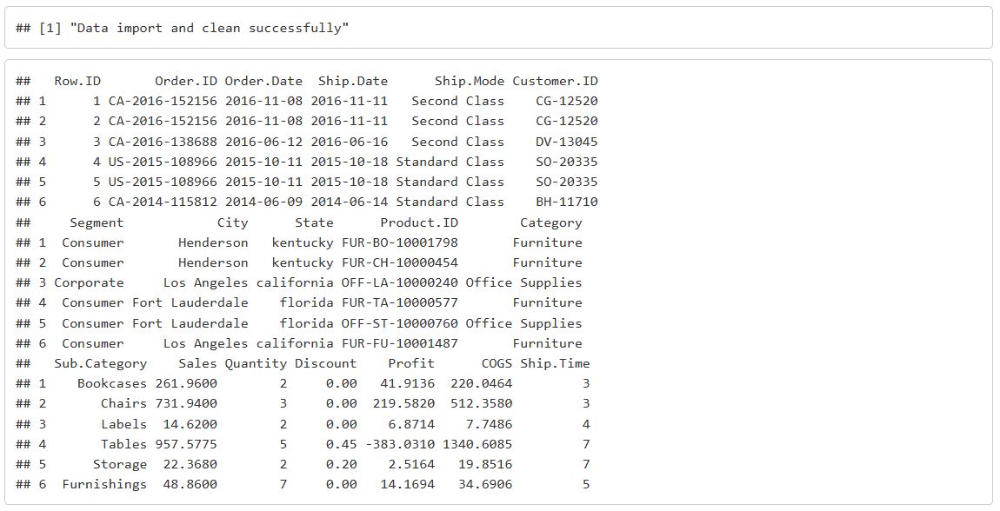 ## [1] "Data import and clean successfully"
##   Row.ID       Order.ID Order.Date  Ship.Date      Ship.Mode Customer.ID
## 1      1 CA-2016-152156 2016-11-08 2016-11-11   Second Class    CG-12520
## 2      2 CA-2016-152156 2016-11-08 2016-11-11   Second Class    CG-12520
## 3      3 CA-2016-138688 2016-06-12 2016-06-16   Second Class    DV-13045
## 4      4 US-2015-108966 2015-10-11 2015-10-18 Standard Class    SO-20335
## 5      5 US-2015-108966 2015-10-11 2015-10-18 Standard Class    SO-20335
## 6      6 CA-2014-115812 2014-06-09 2014-06-14 Standard Class    BH-11710
##     Segment            City      State      Product.ID        Category
## 1  Consumer       Henderson   kentucky FUR-BO-10001798       Furniture
## 2  Consumer       Henderson   kentucky FUR-CH-10000454       Furniture
## 3 Corporate     Los Angeles california OFF-LA-10000240 Office Supplies
## 4  Consumer Fort Lauderdale    florida FUR-TA-10000577       Furniture
## 5  Consumer Fort Lauderdale    florida OFF-ST-10000760 Office Supplies
## 6  Consumer     Los Angeles california FUR-FU-10001487       Furniture
##   Sub.Category    Sales Quantity Discount    Profit      COGS Ship.Time
## 1    Bookcases 261.9600        2     0.00   41.9136  220.0464         3
## 2       Chairs 731.9400        3     0.00  219.5820  512.3580         3
## 3       Labels  14.6200        2     0.00    6.8714    7.7486         4
## 4       Tables 957.5775        5     0.45 -383.0310 1340.6085         7
## 5      Storage  22.3680        2     0.20    2.5164   19.8516         7
## 6  Furnishings  48.8600        7     0.00   14.1694   34.6906         5